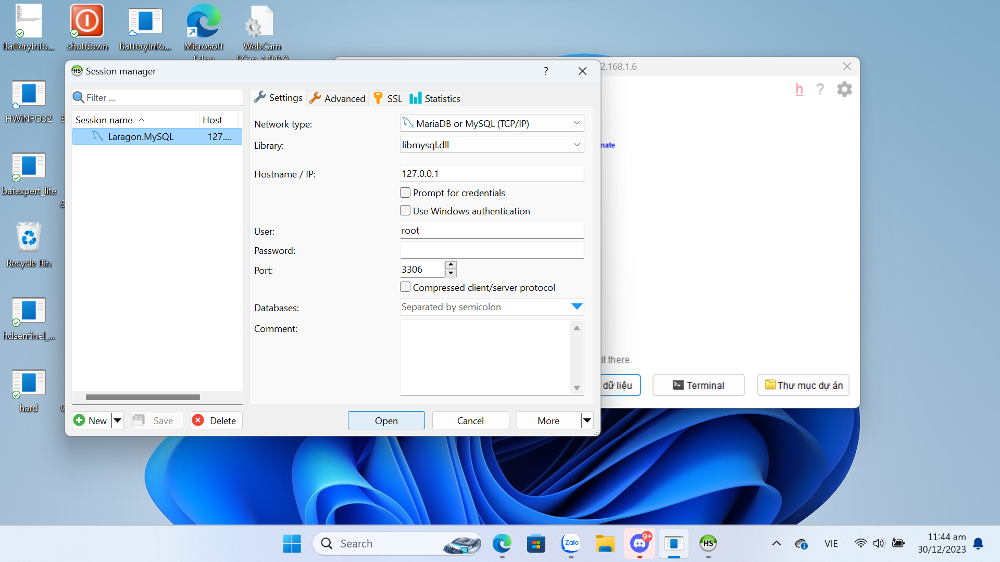 BatteryInfo...
shutdown
BatteryInfo...
Microsoft
Edge
WebCam
ECap-1.0.0.9
HWiNFO32
batexpert_lite
6
Recycle Bin
hdsentinel_...
hard
HS
Session manager
?
Filter ...
Session name
Host
Laragon.MySQL
127....
Settings
Advanced
SSL
Statistics
Network type:
MariaDB or MySQL (TCP/IP)
Library:
libmysql.dll
Hostname / IP:
127.0.0.1
Prompt for credentials
Use Windows authentication
User:
root
Password:
Port:
3306
Compressed client/server protocol
Databases:
Separated by semicolon
Comment:
New
Save
Delete
Open
Cancel
More
2.168.1.6
h
?
nate
it there.
dữ liệu
Terminal
Thư mục dự án
Search
Zalo
9+
HS
VIE
11:44 am
30/12/2023